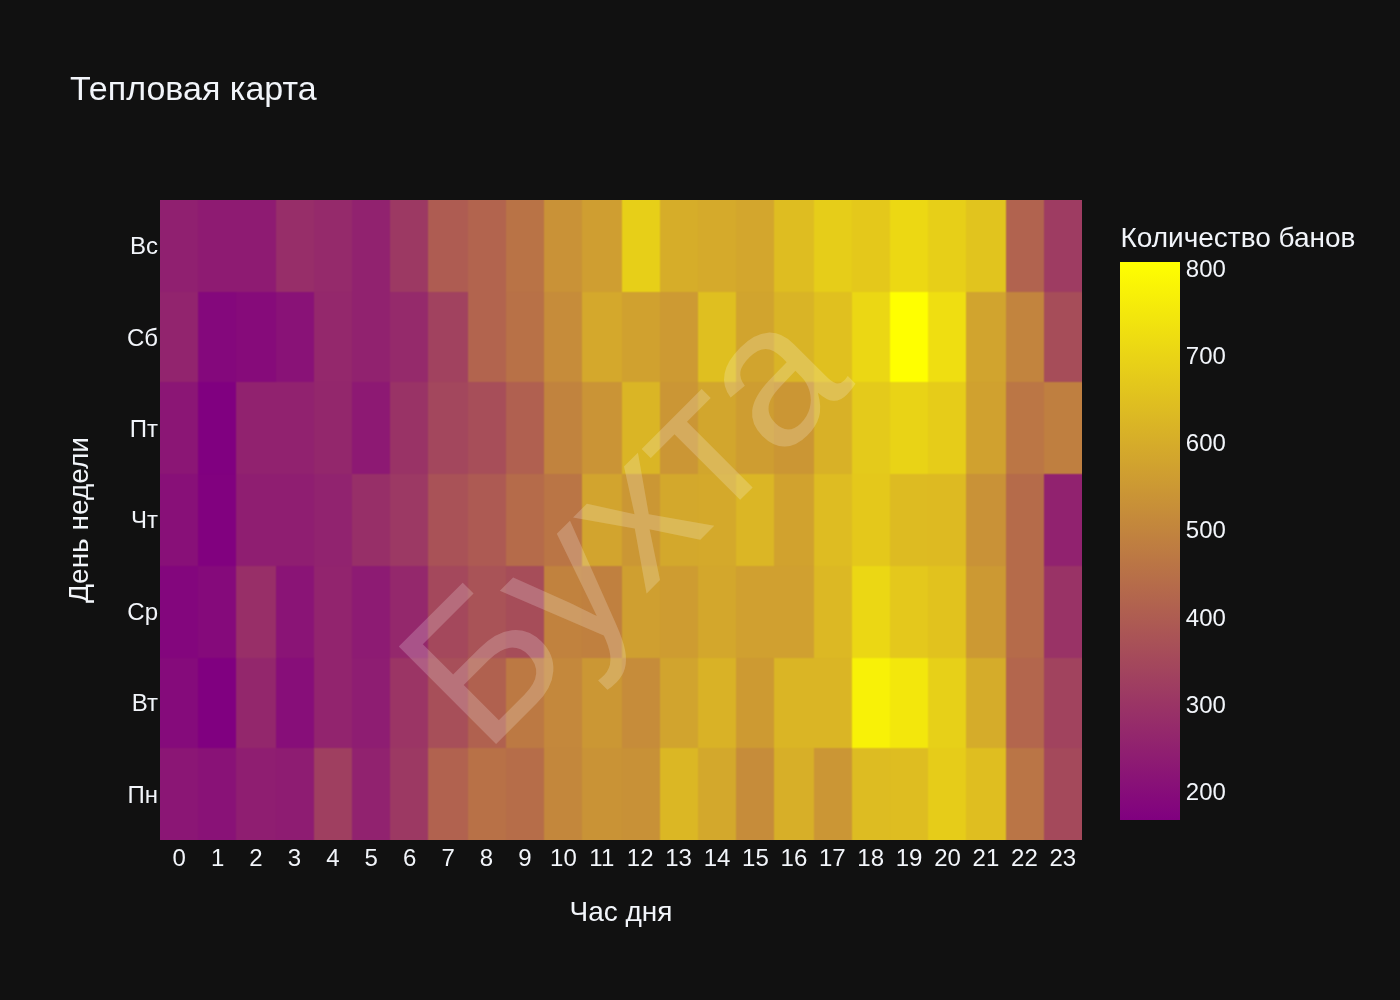 Тепловая карта
Количество банов
800
700
600
500
400
300
200
День недели
Вс
Сб
Пт
Чт
Ср
Вт
Пн
Бухта
0 1 2 3 4 5 6 7 8 9 10 11 12 13 14 15 16 17 18 19 20 21 22 23
Час дня